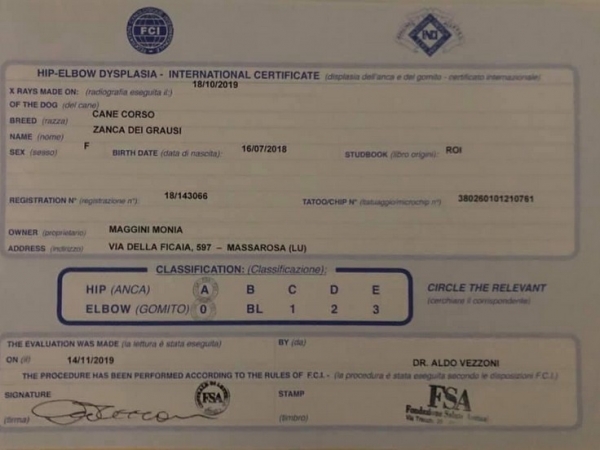 FCI
HIP-ELBOW DYSPLASIA - INTERNATIONAL CERTIFICATE (displasia dell'anca e del gomito - certificato internazionale)
X RAYS MADE ON: (radiografia eseguita il:) 18/10/2019
OF THE DOG (del cane)
BREED (razza) CANE CORSO
NAME (nome) ZANCA DEI GRAUSI
SEX (sesso) F BIRTH DATE (data di nascita): 16/07/2018 STUDBOOK (libro origini): ROI
REGISTRATION N° (registrazione n°): 18/143066 TATOO/CHIP N° (tatuaggio/microchip n°) 380260101210761
OWNER (proprietario) MAGGINI MONIA
ADDRESS (indirizzo) VIA DELLA FICAIA, 597 – MASSAROSA (LU)
CLASSIFICATION: (Classificazione):
HIP (ANCA) A B C D E
ELBOW (GOMITO) 0 BL 1 2 3
CIRCLE THE RELEVANT
(cerchiare il corrispondente)
THE EVALUATION WAS MADE (la lettura è stata eseguita) BY (da)
ON (il) 14/11/2019 DR. ALDO VEZZONI
THE PROCEDURE HAS BEEN PERFORMED ACCORDING TO THE RULES OF F.C.I. - (la procedura è stata eseguita secondo le disposizioni F.C.I.)
SIGNATURE
(firma)
FSA
STAMP
(timbro)
FSA
Fondazione Salute